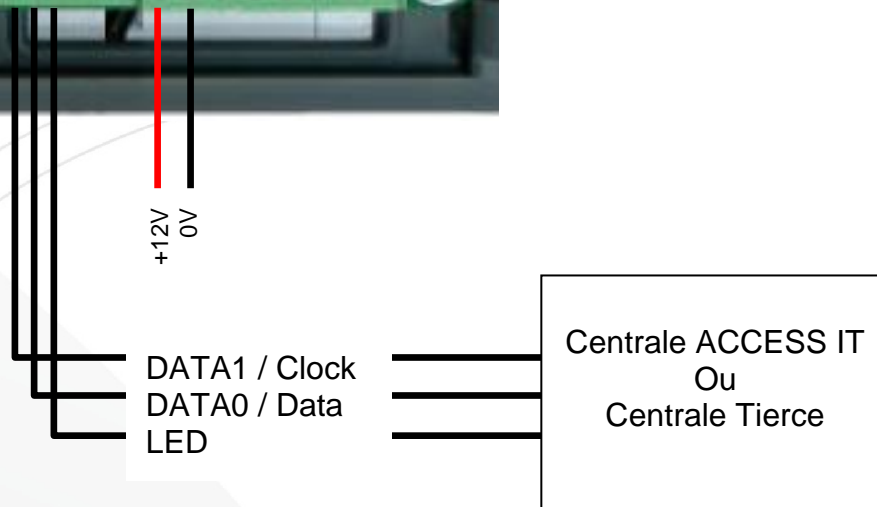 +12V
0V
DATA1 / Clock
DATA0 / Data
LED
Centrale ACCESS IT
Ou
Centrale Tierce